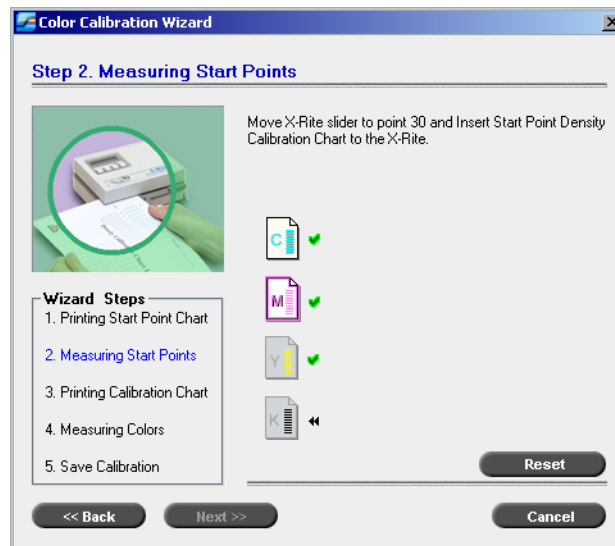 Color Calibration Wizard
Step 2. Measuring Start Points
Move X-Rite slider to point 30 and Insert Start Point Density
Calibration Chart to the X-Rite.
C
M
Y
K
Wizard Steps
1. Printing Start Point Chart
2. Measuring Start Points
3. Printing Calibration Chart
4. Measuring Colors
5. Save Calibration
Reset
<< Back
Next >>
Cancel